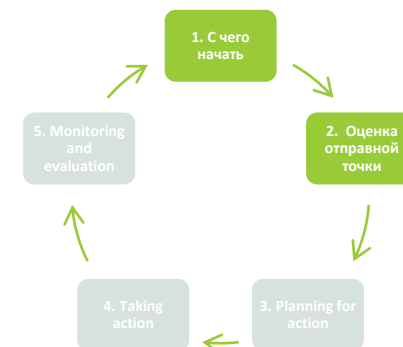 1. С чего
начать
2. Оценка
отправной
точки
3. Planning for
action
4. Taking
action
5. Monitoring
and
evaluation